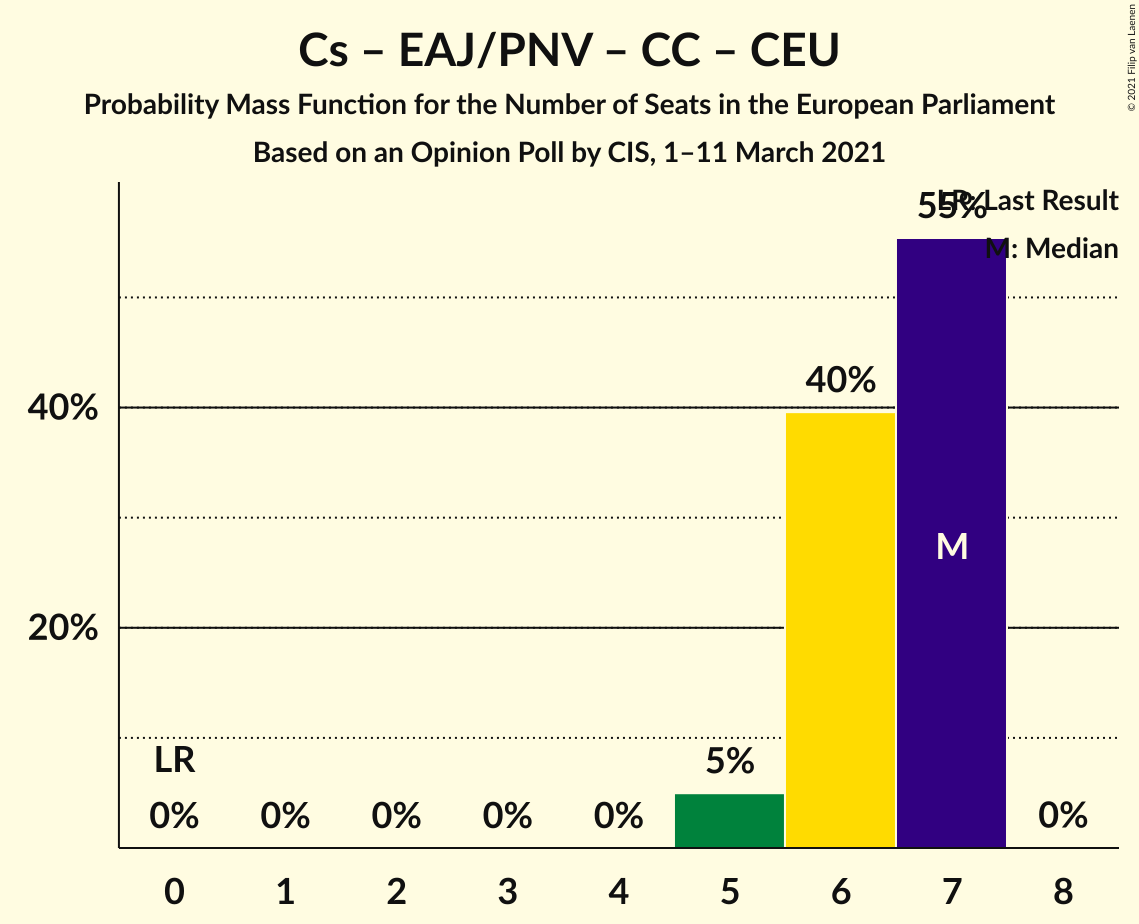 Cs – EAJ/PNV – CC – CEU
Probability Mass Function for the Number of Seats in the European Parliament
Based on an Opinion Poll by CIS, 1–11 March 2021
© 2021 Filip van Laenen
LR: Last Result
M: Median
55%
40%
40%
M
20%
LR
5%
0% 0% 0% 0% 0% 0%
0 1 2 3 4 5 6 7 8